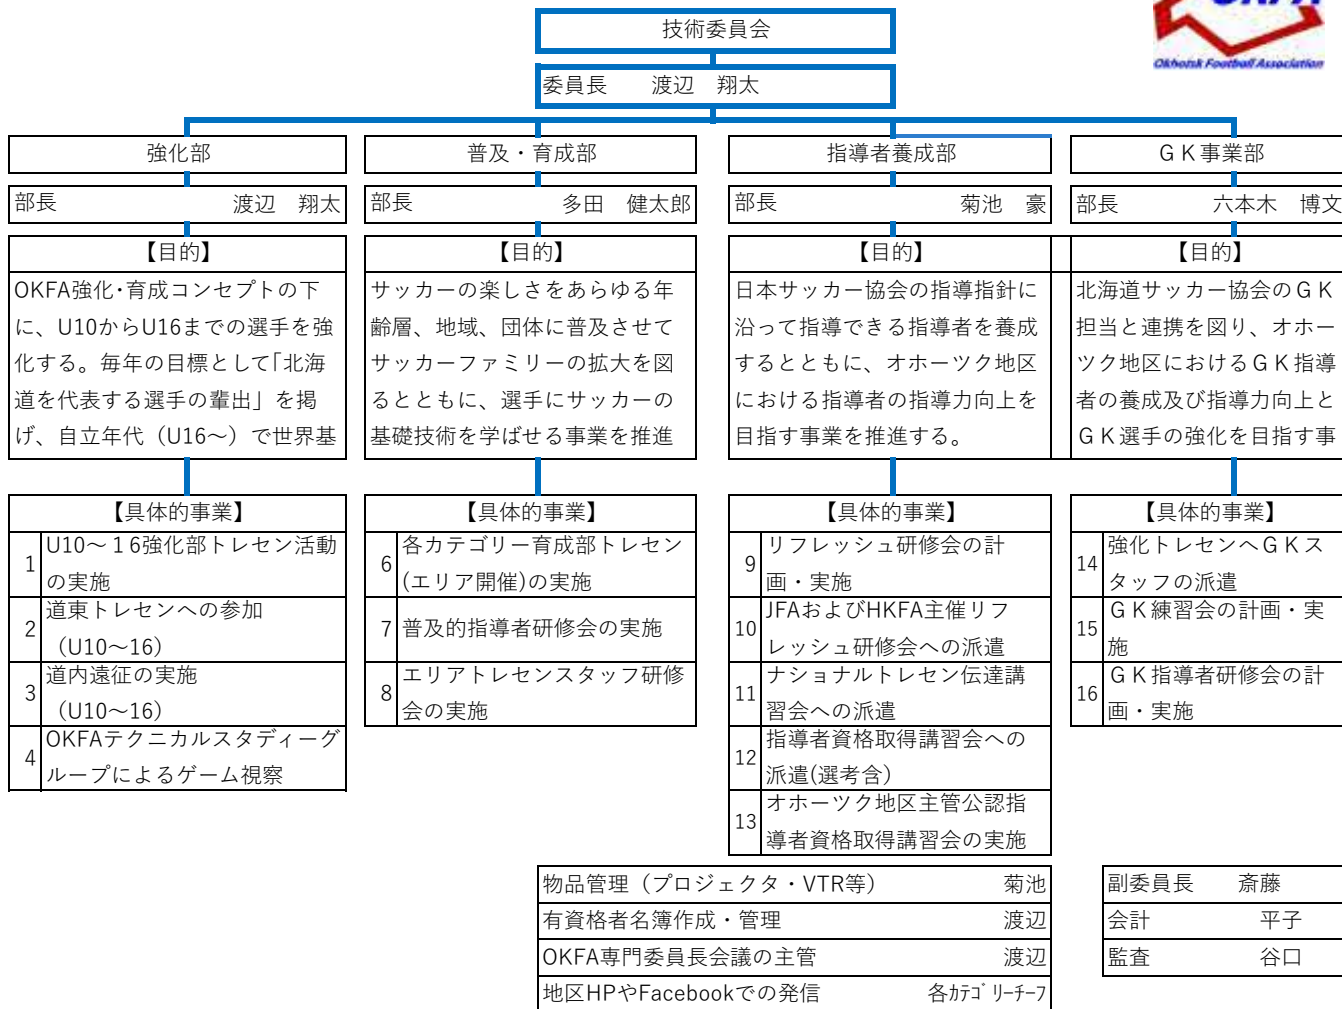 OKFA
Okhotsk Football Association
技術委員会
委員長　渡辺　翔太
強化部
部長　渡辺　翔太
【目的】
OKFA強化･育成コンセプトの下
に、U10からU16までの選手を強
化する。毎年の目標として｢北海
道を代表する選手の輩出」を掲
げ、自立年代（U16～）で世界基
【具体的事業】
1 U10～１6強化部トレセン活動
の実施
2 道東トレセンへの参加
（U10～16）
3 道内遠征の実施
（U10～16）
4 OKFAテクニカルスタディーグ
ループによるゲーム視察
普及・育成部
部長　多田　健太郎
【目的】
サッカーの楽しさをあらゆる年
齢層、地域、団体に普及させて
サッカーファミリーの拡大を図
るとともに、選手にサッカーの
基礎技術を学ばせる事業を推進
【具体的事業】
6 各カテゴリー育成部トレセン
(エリア開催)の実施
7 普及的指導者研修会の実施
8 エリアトレセンスタッフ研修
会の実施
指導者養成部
部長　菊池　豪
【目的】
日本サッカー協会の指導指針に
沿って指導できる指導者を養成
するとともに、オホーツク地区
における指導者の指導力向上を
目指す事業を推進する。
【具体的事業】
9 リフレッシュ研修会の計
画・実施
10 JFAおよびHKFA主催リフ
レッシュ研修会への派遣
11 ナショナルトレセン伝達講
習会への派遣
12 指導者資格取得講習会への
派遣(選考含)
13 オホーツク地区主管公認指
導者資格取得講習会の実施
ＧＫ事業部
部長　六本木　博文
【目的】
北海道サッカー協会のＧＫ
担当と連携を図り、オホー
ツク地区におけるＧＫ指導
者の養成及び指導力向上と
ＧＫ選手の強化を目指す事
【具体的事業】
14 強化トレセンへＧＫス
タッフの派遣
15 ＧＫ練習会の計画・実
施
16 ＧＫ指導者研修会の計
画・実施
物品管理（プロジェクタ・VTR等）　菊池
有資格者名簿作成・管理　渡辺
OKFA専門委員長会議の主管　渡辺
地区HPやFacebookでの発信　各ｶﾃｺﾞﾘｰﾁｰﾌ
副委員長　斎藤
会計　平子
監査　谷口